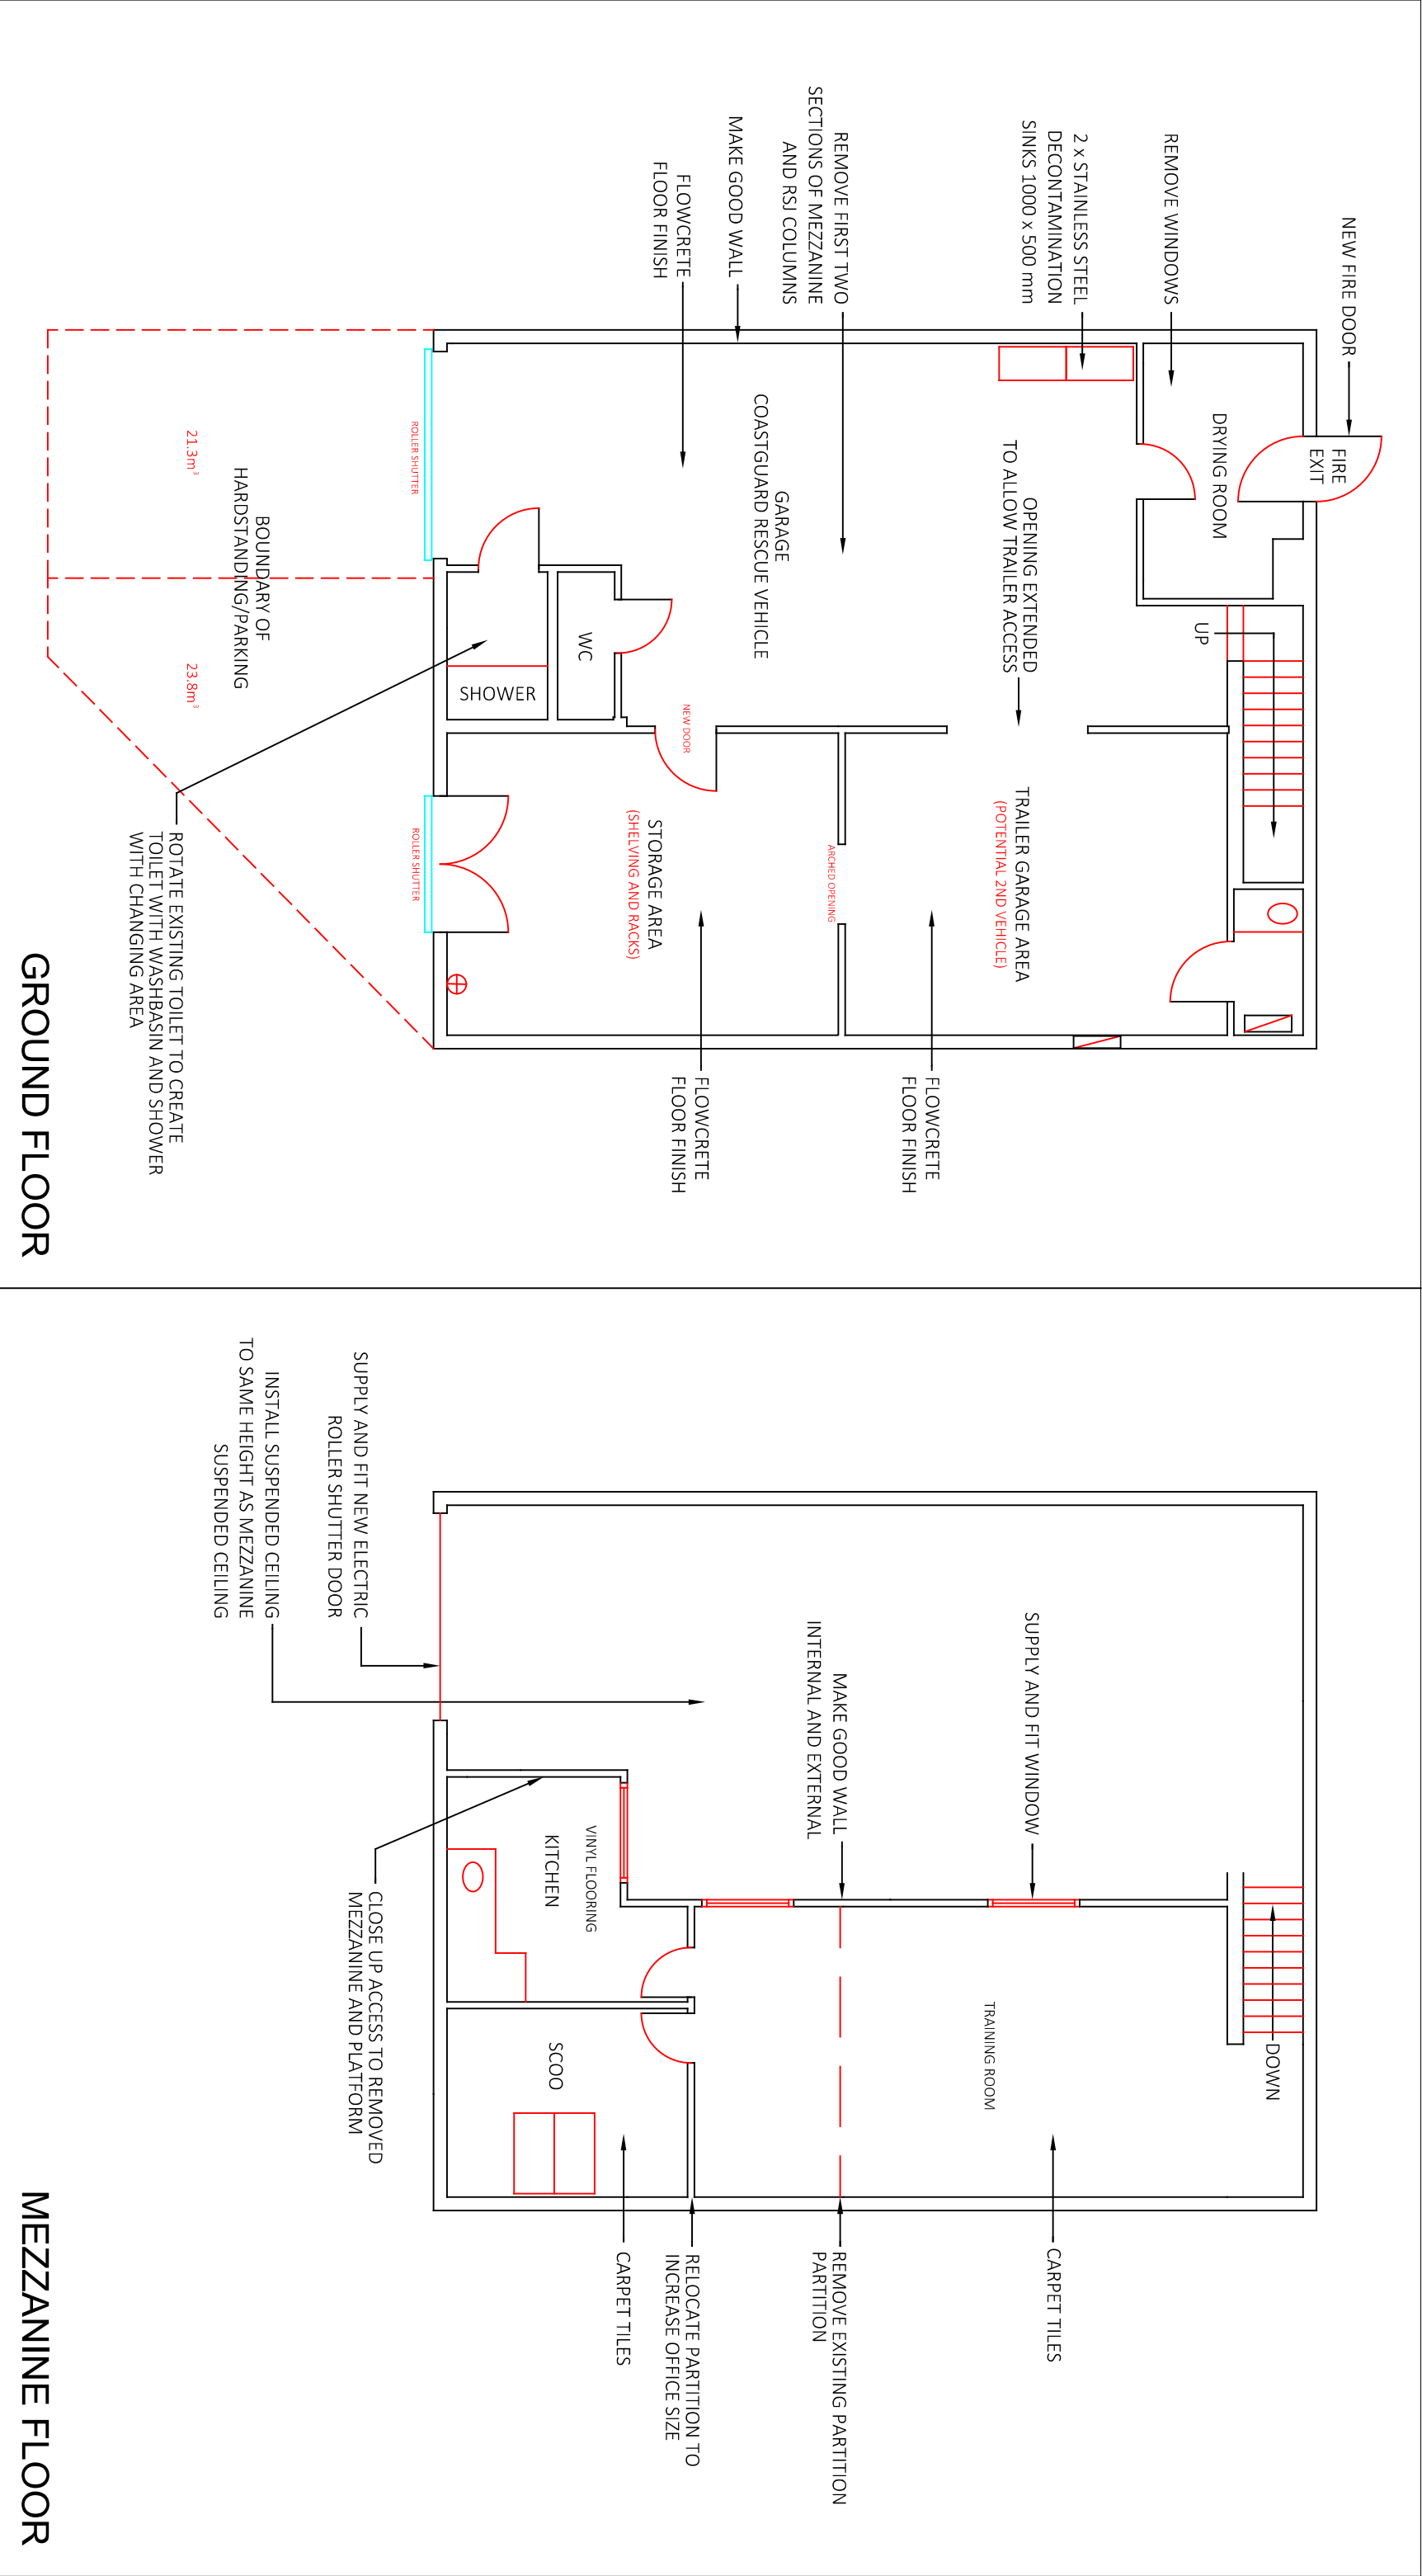 NEW FIRE DOOR
FIRE
EXIT
REMOVE WINDOWS
DRYING ROOM
UP
2 x STAINLESS STEEL
DECONTAMINATION
SINKS 1000 x 500 mm
OPENING EXTENDED
TO ALLOW TRAILER ACCESS
TRAILER GARAGE AREA
(POTENTIAL 2ND VEHICLE)
FLOWCRETE
FLOOR FINISH
REMOVE FIRST TWO
SECTIONS OF MEZZANINE
AND RSJ COLUMNS
ARCHED OPENING
MAKE GOOD WALL
GARAGE
COASTGUARD RESCUE VEHICLE
NEW DOOR
FLOWCRETE
FLOOR FINISH
STORAGE AREA
(SHELVING AND RACKS)
FLOWCRETE
FLOOR FINISH
WC
SHOWER
ROLLER SHUTTER
ROLLER SHUTTER
BOUNDARY OF
HARDSTANDING/PARKING
21.3m³
23.8m³
ROTATE EXISTING TOILET TO CREATE
TOILET WITH WASHBASIN AND SHOWER
WITH CHANGING AREA
GROUND FLOOR
DOWN
SUPPLY AND FIT WINDOW
TRAINING ROOM
CARPET TILES
MAKE GOOD WALL
INTERNAL AND EXTERNAL
REMOVE EXISTING PARTITION
PARTITION
RELOCATE PARTITION TO
INCREASE OFFICE SIZE
VINYL FLOORING
KITCHEN
SCOO
CARPET TILES
SUPPLY AND FIT NEW ELECTRIC
ROLLER SHUTTER DOOR
INSTALL SUSPENDED CEILING
TO SAME HEIGHT AS MEZZANINE
SUSPENDED CEILING
CLOSE UP ACCESS TO REMOVED
MEZZANINE AND PLATFORM
MEZZANINE FLOOR